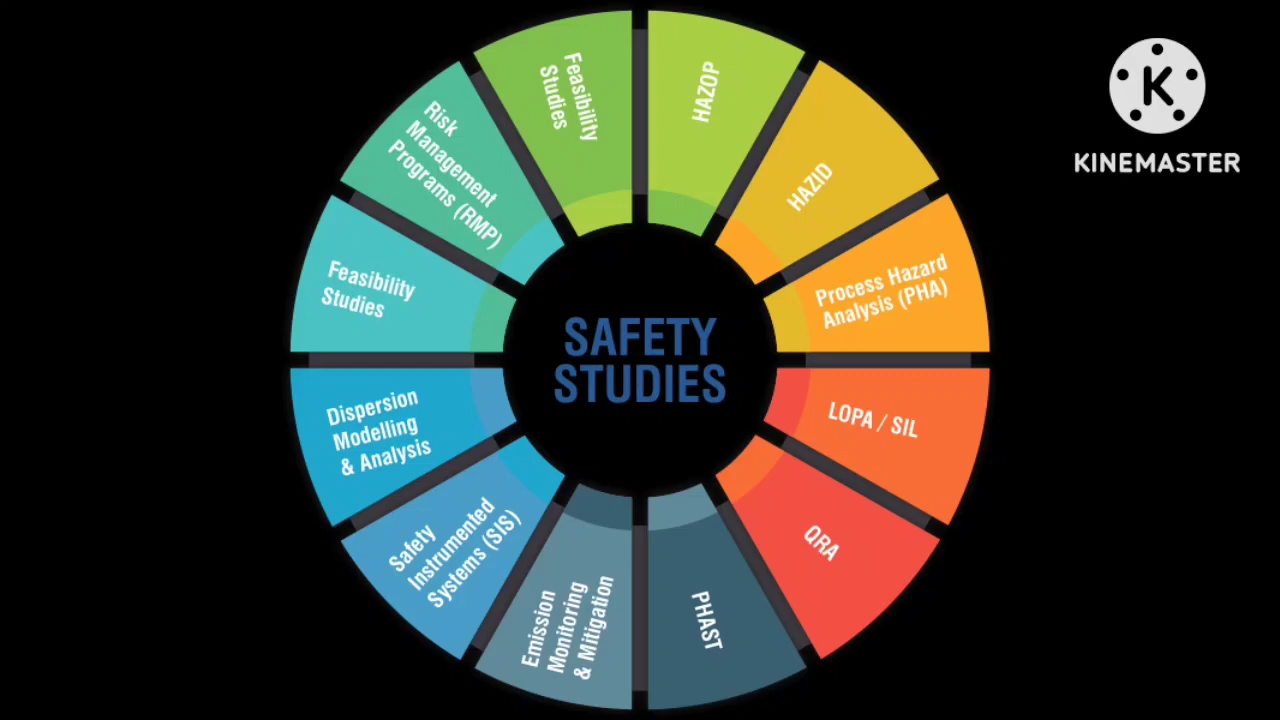 SAFETY
STUDIES
HAZOP
HAZID
Process Hazard
Analysis (PHA)
LOPA / SIL
QRA
PHAST
Emission
Monitoring
& Mitigation
Safety
Instrumented
Systems (SIS)
Dispersion
Modelling
& Analysis
Feasibility
Studies
Risk
Management
Programs (RMP)
Feasibility
Studies
K
KINEMASTER